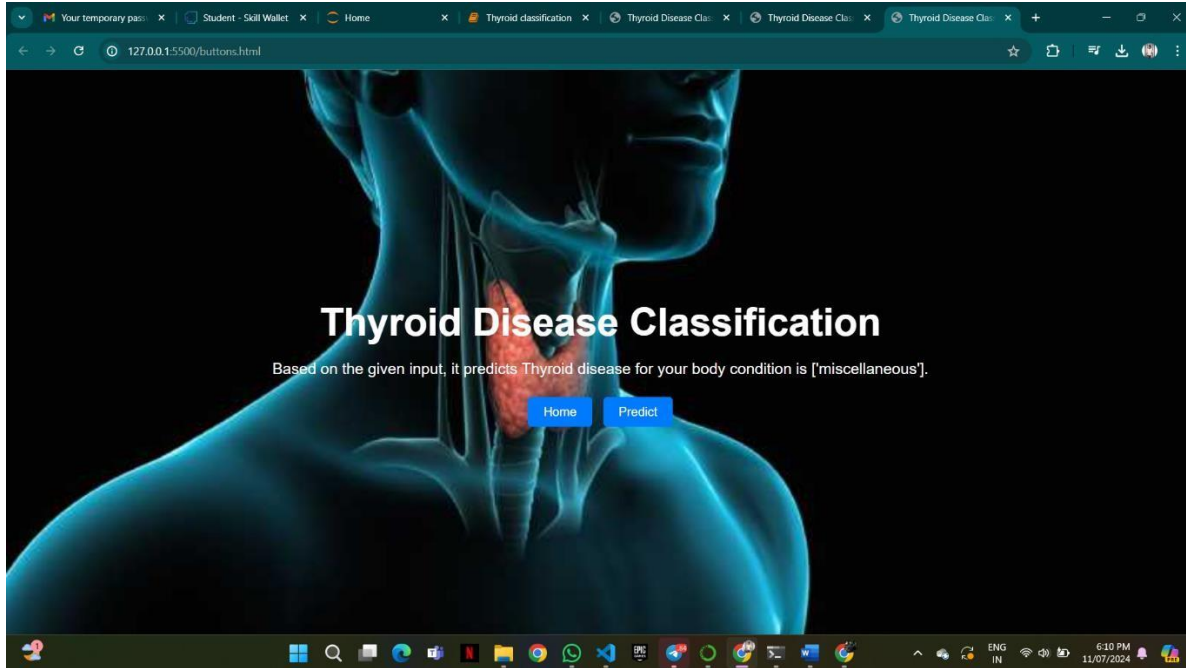 Your temporary pass
Student - Skill Wallet
Home
Thyroid classification
Thyroid Disease Clas
Thyroid Disease Clas
Thyroid Disease Clas
127.0.0.1:5500/buttons.html
Thyroid Disease Classification
Based on the given input, it predicts Thyroid disease for your body condition is ['miscellaneous'].
Home Predict
ENG
IN
6:10 PM
11/07/2024